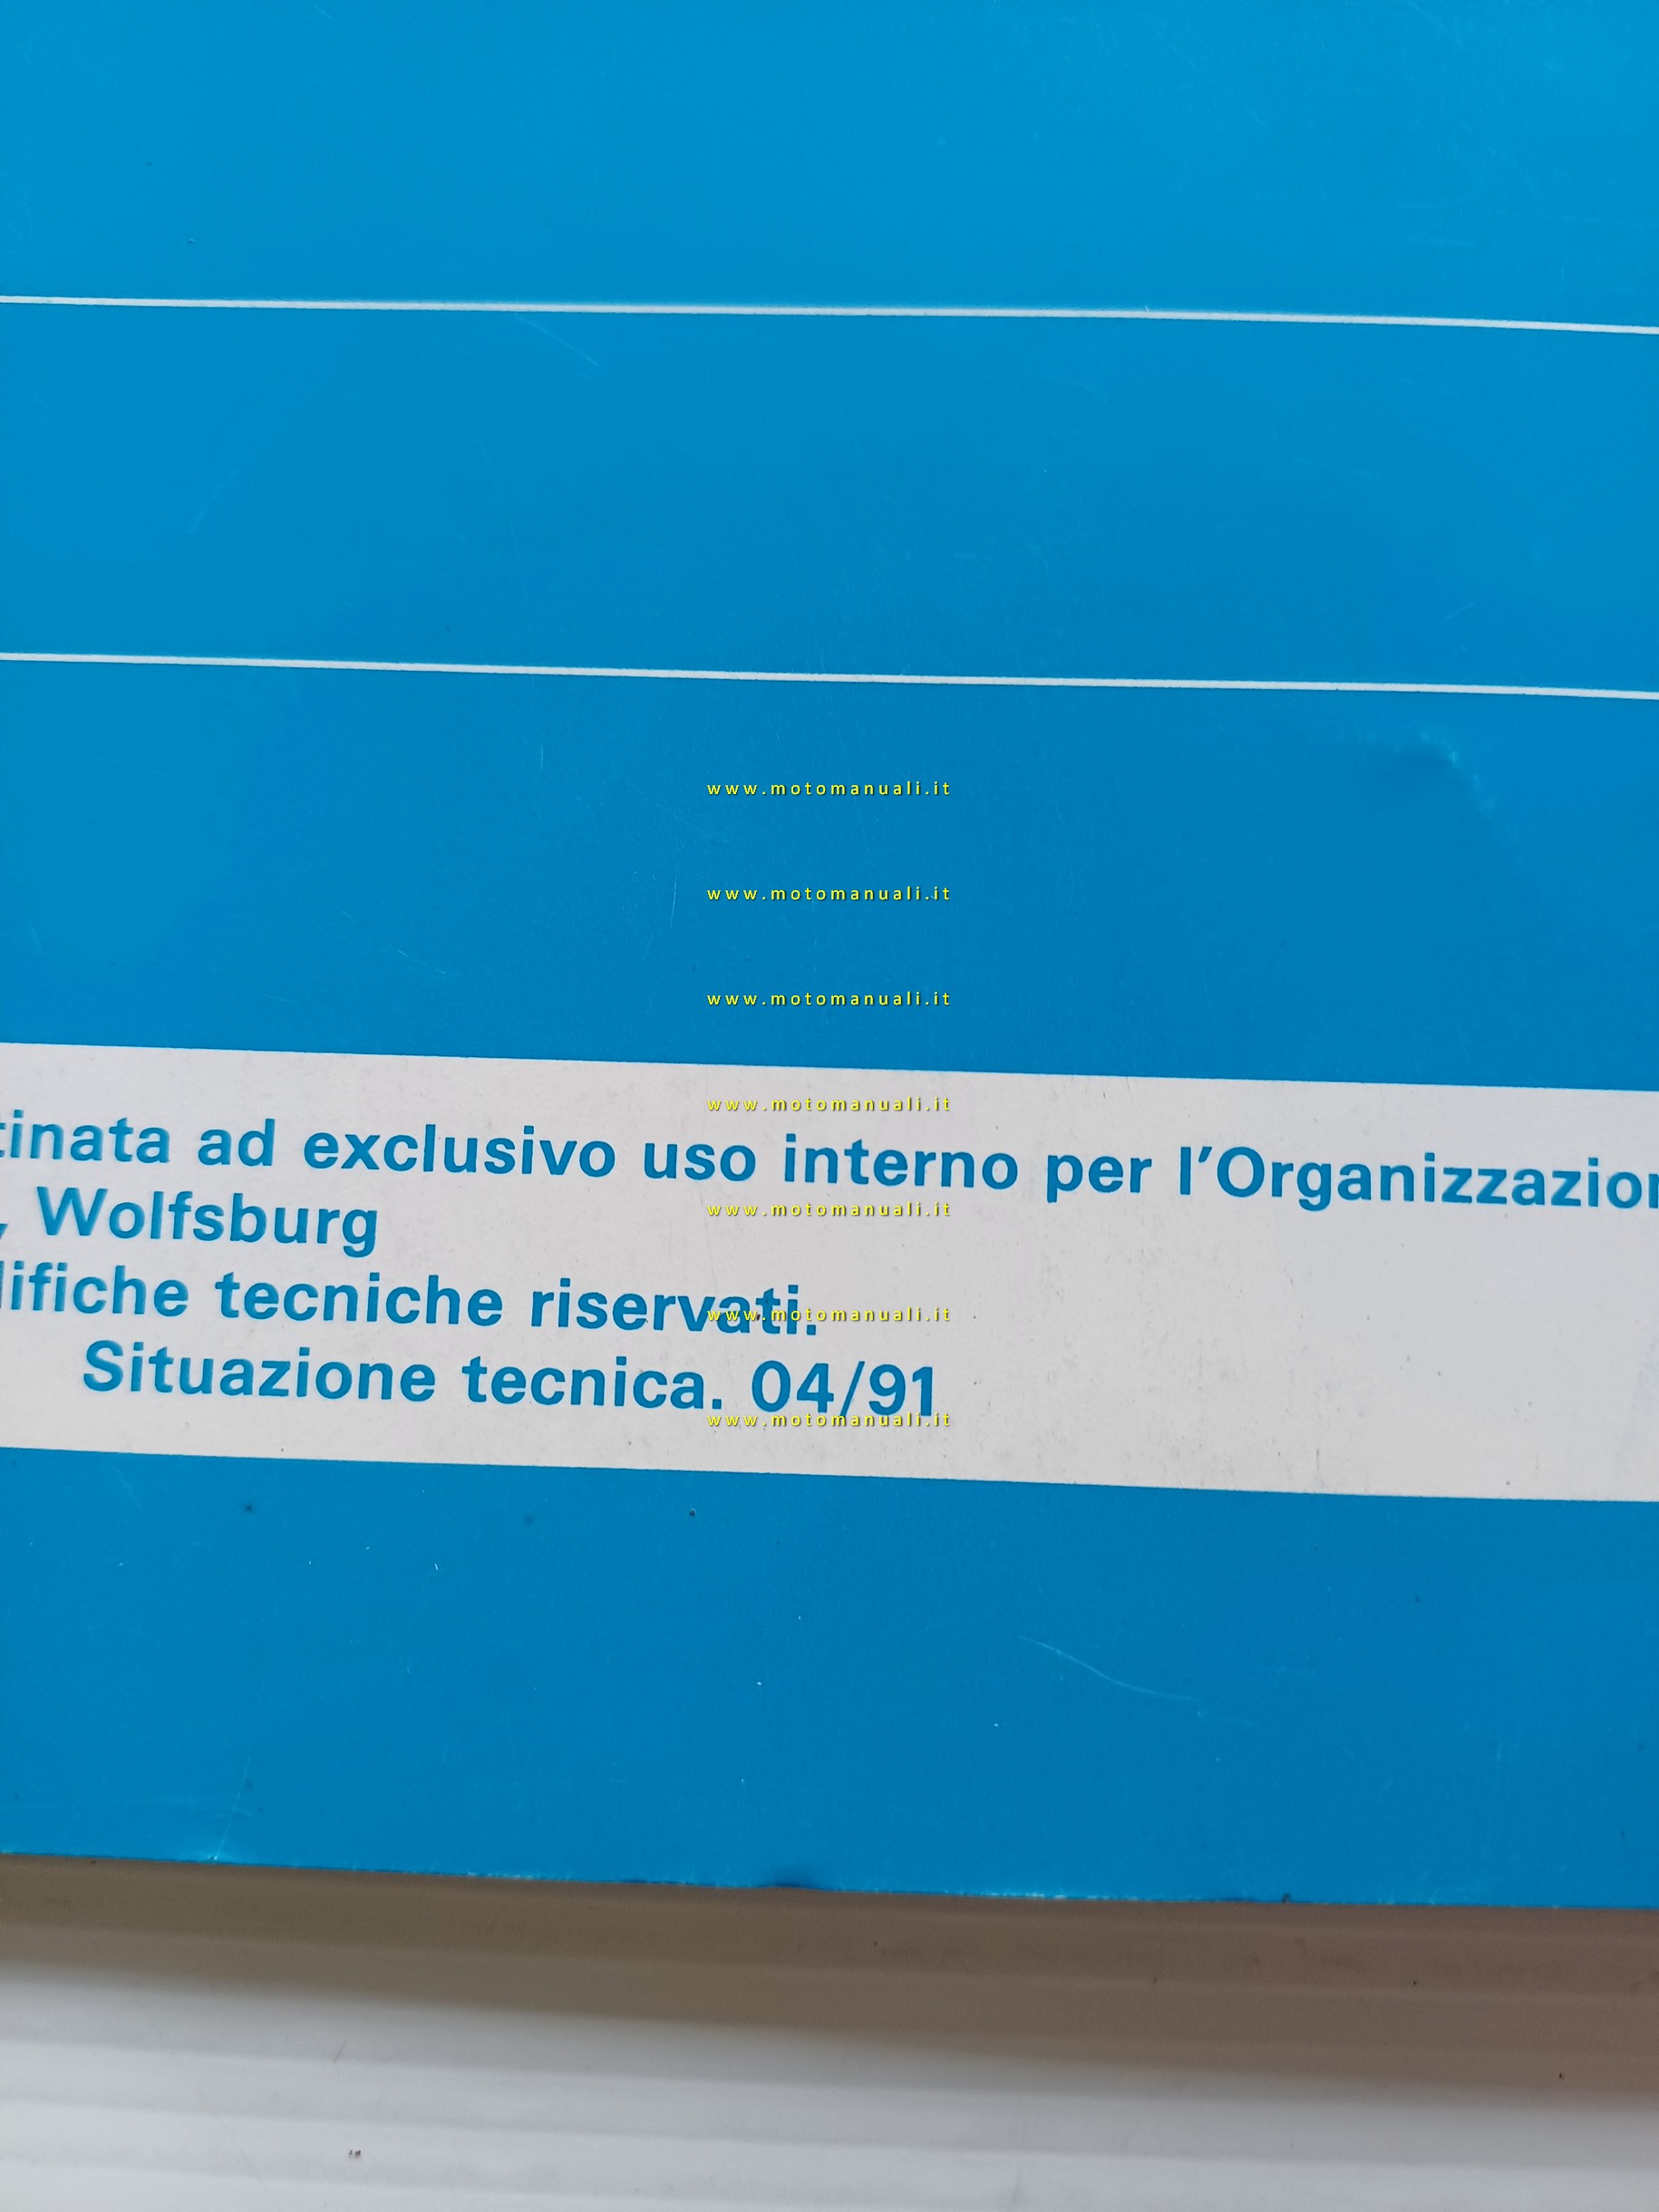 www.motomanuali.it
www.motomanuali.it
www.motomanuali.it
www.motomanuali.it
tinata ad exclusivo uso interno per l'Organizzazion
www.motomanuali.it
, Wolfsburg
difiche tecniche riservati.
www.motomanuali.it
Situazione tecnica. 04/91
www.motomanuali.it